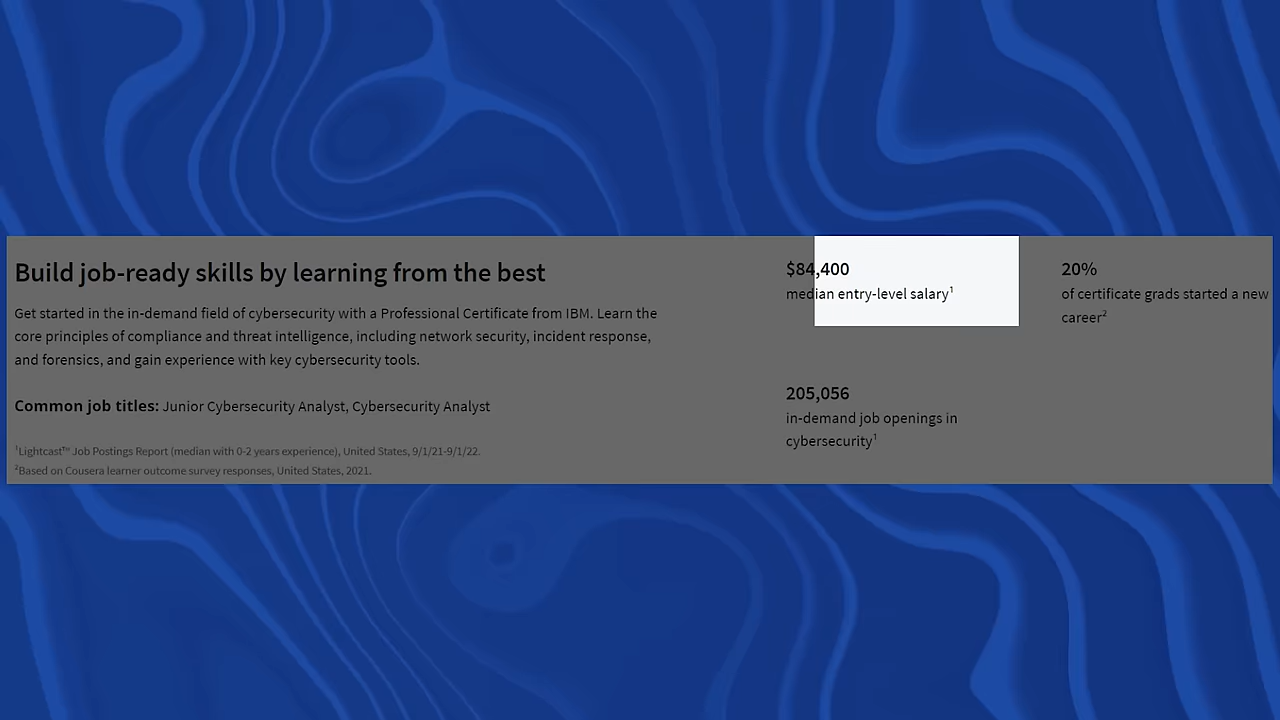 Build job-ready skills by learning from the best
Get started in the in-demand field of cybersecurity with a Professional Certificate from IBM. Learn the
core principles of compliance and threat intelligence, including network security, incident response,
and forensics, and gain experience with key cybersecurity tools.
Common job titles: Junior Cybersecurity Analyst, Cybersecurity Analyst
¹Lightcast™ Job Postings Report (median with 0-2 years experience), United States, 9/1/21-9/1/22.
²Based on Cousera learner outcome survey responses, United States, 2021.
$84,400
median entry-level salary¹
20%
of certificate grads started a new
career²
205,056
in-demand job openings in
cybersecurity¹